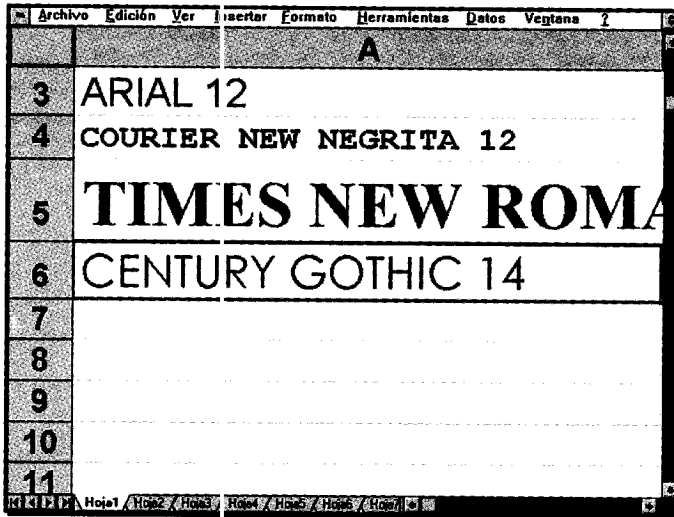 Archivo Edición Ver Insertar Formato Herramientas Datos Ventana ?
A
3 ARIAL 12
4 COURIER NEW NEGRITA 12
5 TIMES NEW ROMA
6 CENTURY GOTHIC 14
7
8
9
10
11
Hoja1 Hoja2 Hoja3 Hoja4 Hoja5 Hoja6 Hoja7